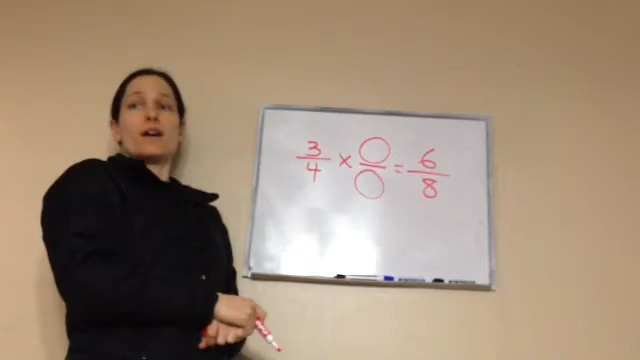 3/4 × ○/○ = 6/8